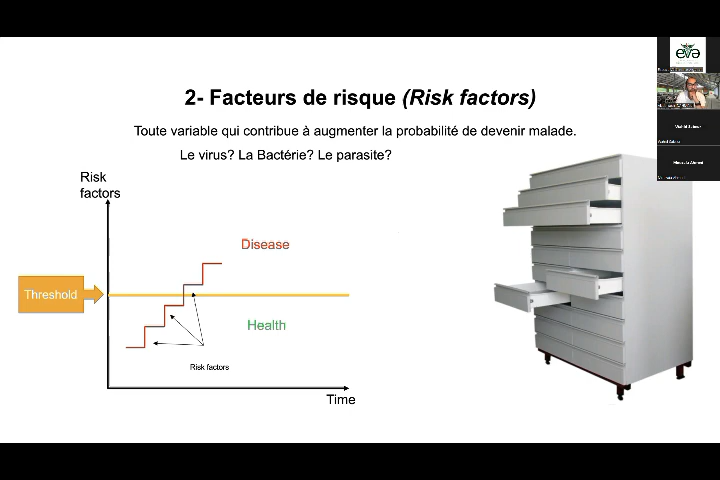 eva
2- Facteurs de risque (Risk factors)
Toute variable qui contribue à augmenter la probabilité de devenir malade.
Le virus? La Bactérie? Le parasite?
Risk
factors
Disease
Threshold
Health
Risk factors
Time